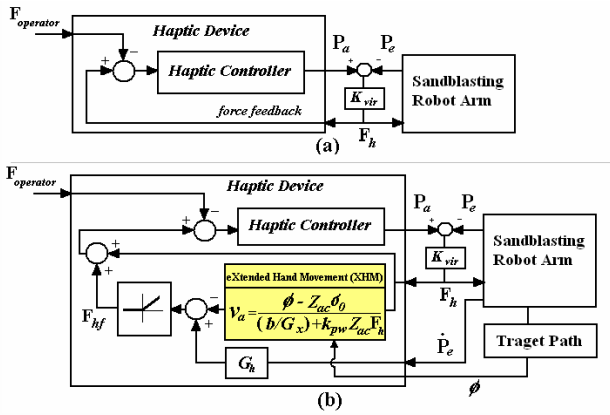 F_operator
Haptic Device
P_a
P_e
+
−
−
+
Haptic Controller
K_vir
Sandblasting
Robot Arm
force feedback
F_h
(a)
F_operator
Haptic Device
P_a
P_e
−
+
+
−
Haptic Controller
Sandblasting
Robot Arm
K_vir
+
+
eXtended Hand Movement (XHM)
F_h
v_a = (ϕ - Z_ac σ_0) / ((b/G_x)+k_pw Z_ac F_h)
−
+
F_hf
Traget Path
G_h
Ṗ_e
ϕ
(b)